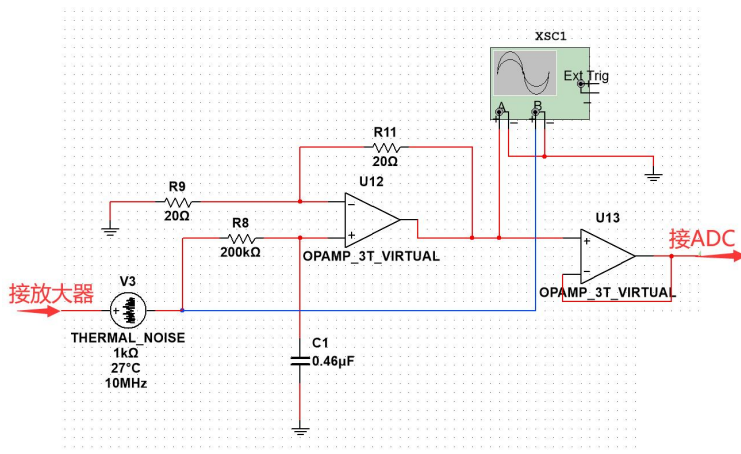 XSC1
Ext Trig
+
−
A
B
+ −
+ −
R11
20Ω
R9
20Ω
U12
−
+
R8
200kΩ
OPAMP_3T_VIRTUAL
U13
+
−
接ADC
OPAMP_3T_VIRTUAL
接放大器
V3
+
THERMAL_NOISE
1kΩ
27°C
10MHz
C1
0.46μF